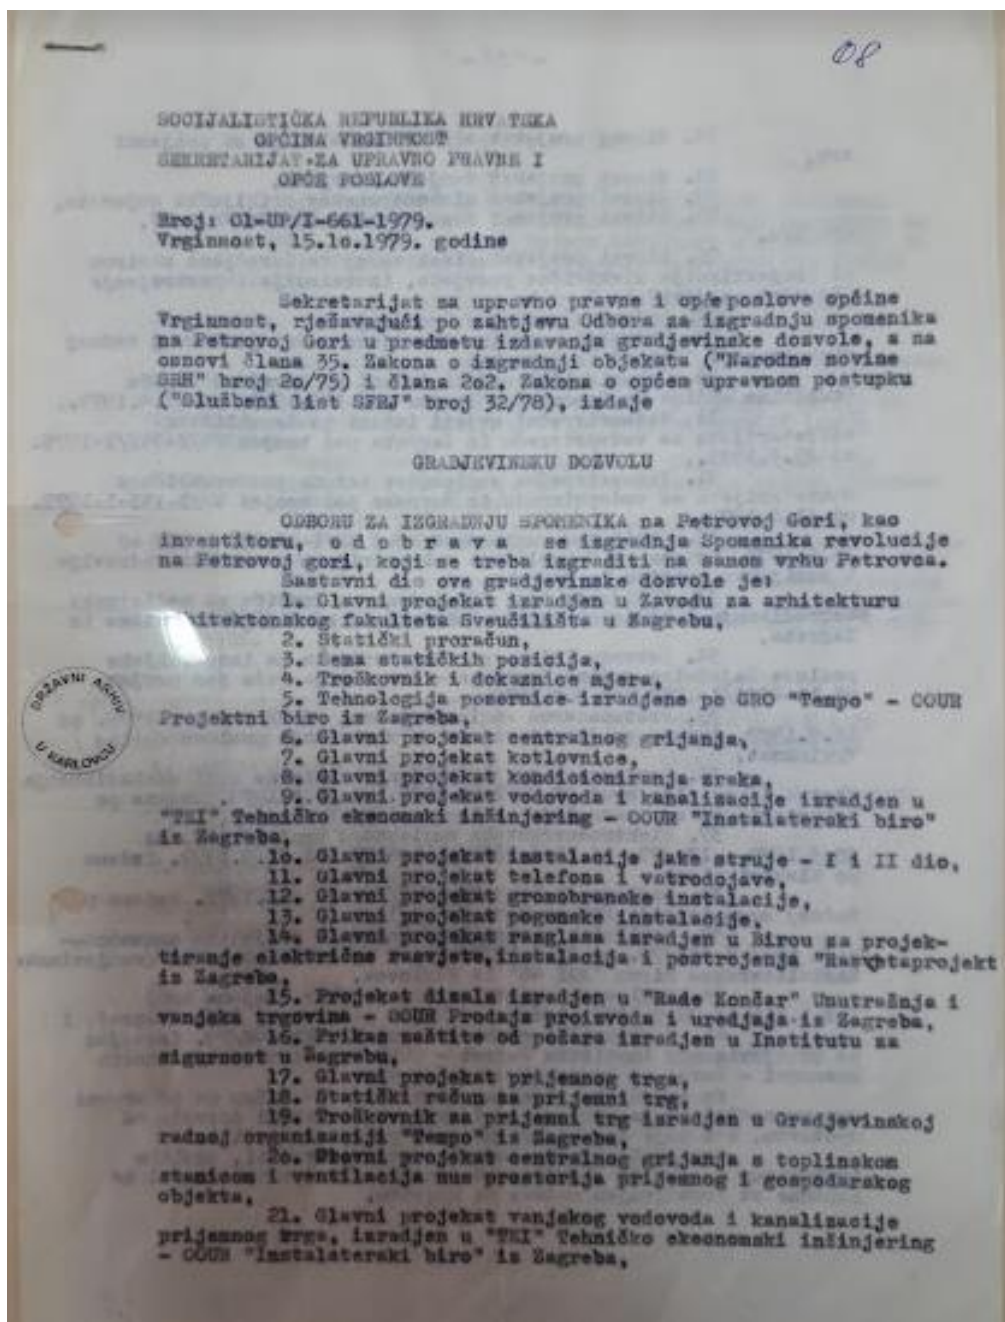 08
SOCIJALISTIČKA REPUBLIKA HRV TSKA
OPĆINA VRGINMOST
SEKRETARIJAT ZA UPRAVNO PRAVNE I
OPĆE POSLOVE
Broj: 01-UP/I-661-1979.
Vrginmost, 15.10.1979. godine
Sekretarijat za upravno pravne i opće poslove općine
Vrginmost, rješavajući po zahtjevu Odbora za izgradnju spomenika
na Petrovoj Gori u predmetu izdavanja gradjevinske dozvole, a na
osnovi člana 35. Zakona o izgradnji objekata ("Narodne novine
SRH" broj 2o/75) i člana 2o2. Zakona o općem upravnom postupku
("Službeni list SFRJ" broj 32/78), izdaje
GRADJEVINSKU DOZVOLU
ODBORU ZA IZGRADNJU SPOMENIKA na Petrovoj Gori, kao
investitoru, o d o b r a v a se izgradnja Spomenika revolucije
na Petrovoj gori, koji se treba izgraditi na samom vrhu Petrovca.
Sastavni dio ove gradjevinske dozvole je:
1. Glavni projekat izradjen u Zavodu za arhitekturu
hitektonskog fakulteta Sveučilišta u Zagrebu,
2. Statički proračun,
3. Šema statičkih pozicija,
4. Troškovnik i dokaznice mjera,
5. Tehnologija pozornice izradjene po GRO "Tempo" - OOUR
Projektni biro iz Zagreba,
6. Glavni projekat centralnog grijanja,
7. Glavni projekat kotlovnice,
8. Glavni projekat kondicioniranja zraka,
9. Glavni projekat vodovoda i kanalizacije izradjen u
"TEI" Tehničko ekonomski inžinjering - OOUR "Instalaterski biro"
iz Zagreba,
1o. Glavni projekat instalacije jake struje - I i II dio,
11. Glavni projekat telefona i vatrodojave,
12. Glavni projekat gromobranske instalacije,
13. Glavni projekat pogonske instalacije,
14. Glavni projekat razglasa izradjen u Birou za projek-
tiranje električne rasvjete, instalacija i postrojenja "Rasvjetaprojekt
iz Zagreba,
15. Projekat dizala izradjen u "Rade Končar" Unutrašnja i
vanjska trgovina - OOUR Prodaja proizvoda i uredjaja iz Zagreba,
16. Prikaz zaštite od požara izradjen u Institutu za
sigurnost u Zagrebu,
17. Glavni projekat prijemnog trga,
18. Statički račun za prijemni trg,
19. Troškovnik za prijemni trg izradjen u Gradjevinskoj
radnoj organizaciji "Tempo" iz Zagreba,
2o. projekat centralnog grijanja s toplinskom
stanicom i ventilacija nus prostorija prijemnog i gospodarskog
objekta,
21. Glavni projekat vanjskog vodovoda i kanalizacije
prijemnog trga, izradjen u "TEI" Tehničko ekeonomski inžinjering
- OOUR "Instalaterski biro" iz Zagreba,
DRŽAVNI ARHIV
U KARLOVCU